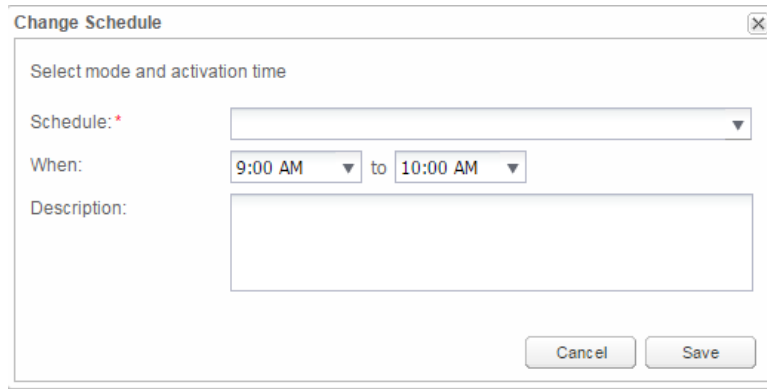 Change Schedule
Select mode and activation time
Schedule:*
When: 9:00 AM to 10:00 AM
Description:
Cancel Save